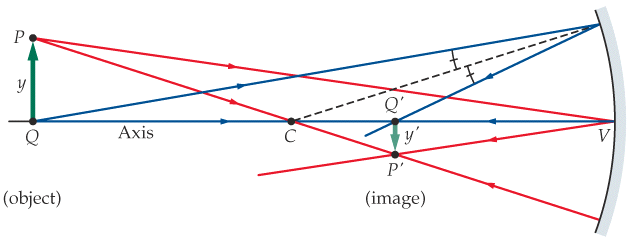 P
y
Q
Axis
C
Q′
y′
V
P′
(object)
(image)